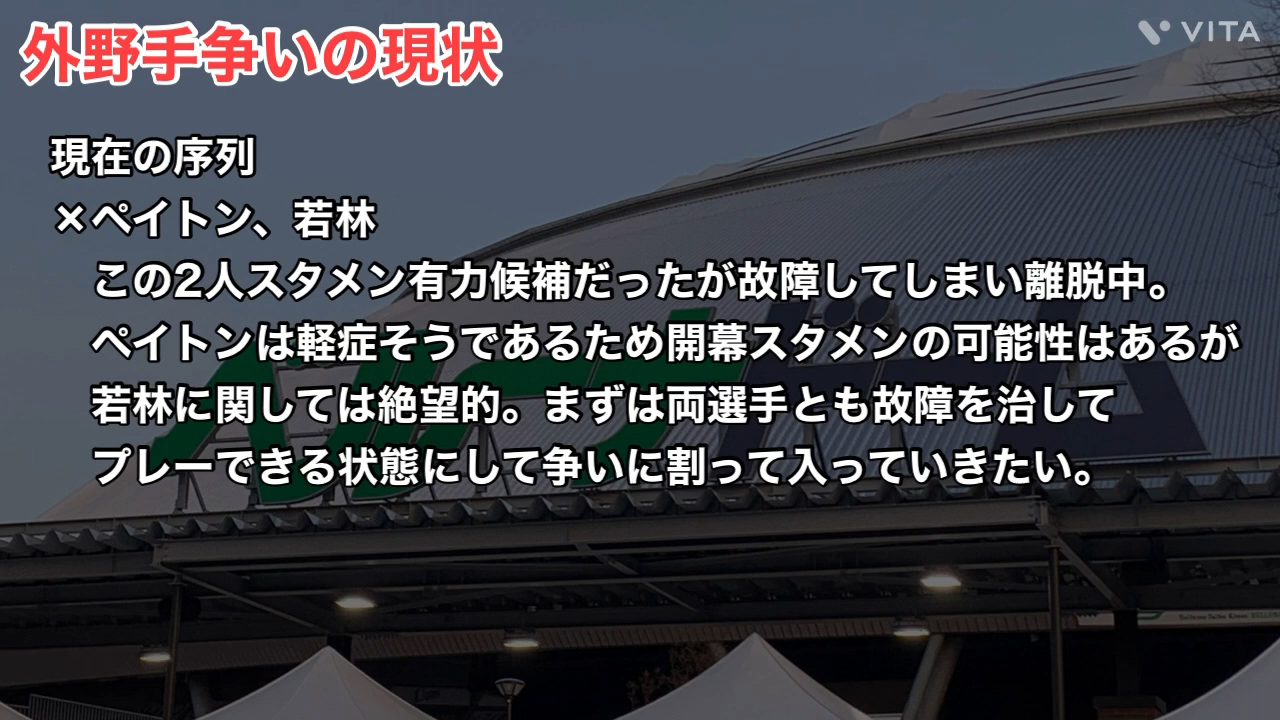 外野手争いの現状
VITA
現在の序列
×ペイトン、若林
この2人スタメン有力候補だったが故障してしまい離脱中。
ペイトンは軽症そうであるため開幕スタメンの可能性はあるが
若林に関しては絶望的。まずは両選手とも故障を治して
プレーできる状態にして争いに割って入っていきたい。